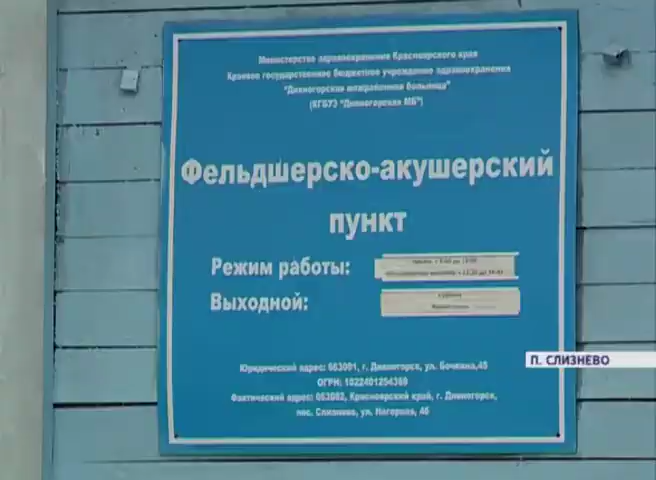 Министерство здравоохранения Красноярского края
Краевое государственное бюджетное учреждение здравоохранения
"Дивногорская межрайонная больница"
(КГБУЗ "Дивногорская МБ")
Фельдшерско-акушерский
пункт
Режим работы:
Выходной:
Юридический адрес: 663091, г. Дивногорск, ул. Бочкина, 45
ОГРН: 1022401254369
Фактический адрес: 663092, Красноярский край, г. Дивногорск,
пос. Слизнево, ул. Нагорная,
П. СЛИЗНЕВО